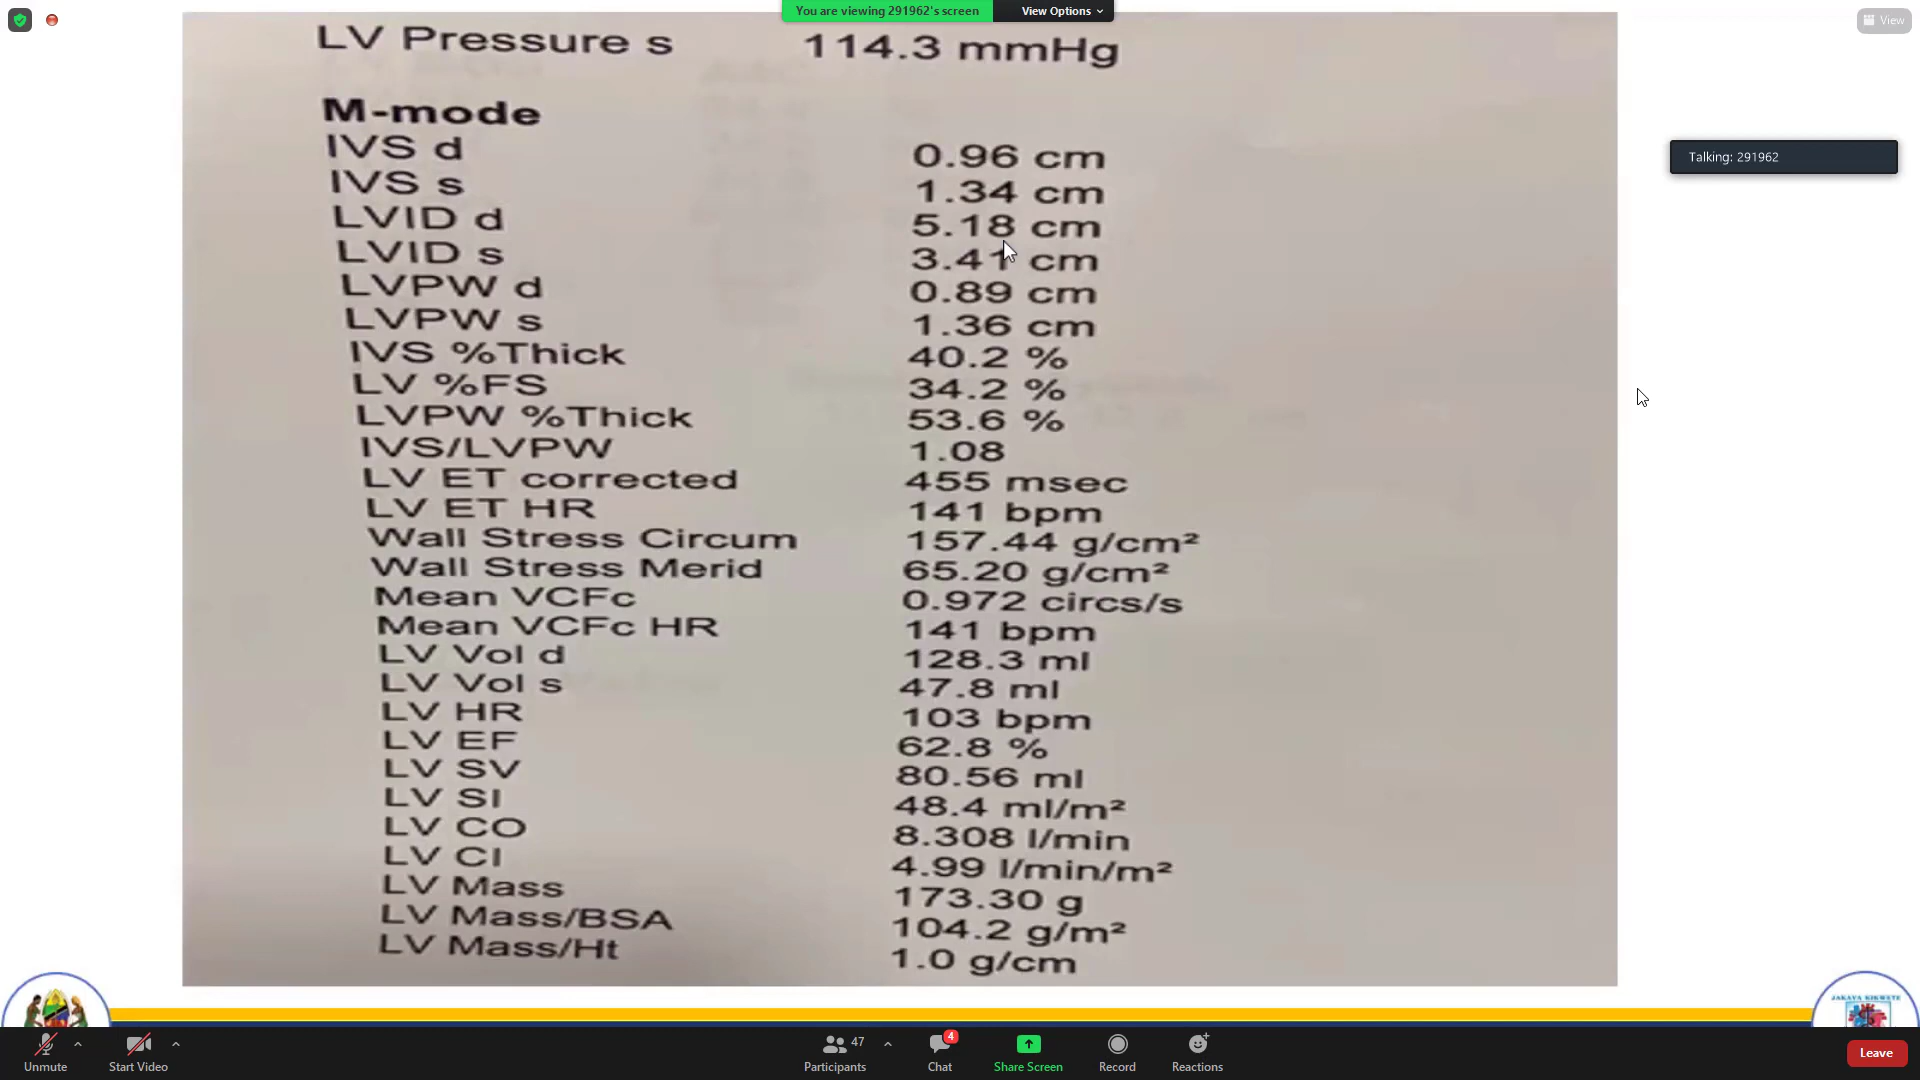 You are viewing 291962's screen
View Options
View
LV Pressure s 114.3 mmHg
M-mode
IVS d 0.96 cm
IVS s 1.34 cm
Talking: 291962
LVID d 5.18 cm
LVID s 3.41 cm
LVPW d 0.89 cm
LVPW s 1.36 cm
IVS %Thick 40.2 %
LV %FS 34.2 %
LVPW %Thick 53.6 %
IVS/LVPW 1.08
LV ET corrected 455 msec
LV ET HR 141 bpm
Wall Stress Circum 157.44 g/cm²
Wall Stress Merid 65.20 g/cm²
Mean VCFc 0.972 circs/s
Mean VCFc HR 141 bpm
LV Vol d 128.3 ml
LV Vol s 47.8 ml
LV HR 103 bpm
LV EF 62.8 %
LV SV 80.56 ml
LV SI 48.4 ml/m²
LV CO 8.308 l/min
LV CI 4.99 l/min/m²
LV Mass 173.30 g
LV Mass/BSA 104.2 g/m²
LV Mass/Ht 1.0 g/cm
JAKAYA KIKWETE
47
4
Unmute
Start Video
Participants
Chat
Share Screen
Record
Reactions
Leave